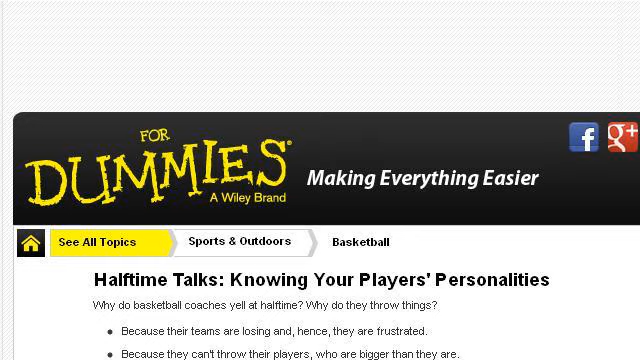 FOR
DUMMIES®
A Wiley Brand
Making Everything Easier
f
g+
See All Topics
Sports & Outdoors
Basketball
Halftime Talks: Knowing Your Players' Personalities
Why do basketball coaches yell at halftime? Why do they throw things?
Because their teams are losing and, hence, they are frustrated.
Because they can't throw their players, who are bigger than they are.